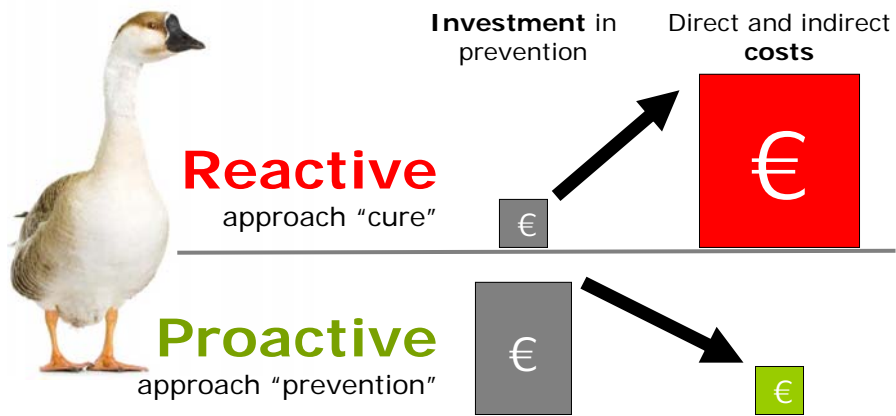 Investment in
prevention
Direct and indirect
costs
Reactive
approach “cure”
€
€
Proactive
approach “prevention”
€
€